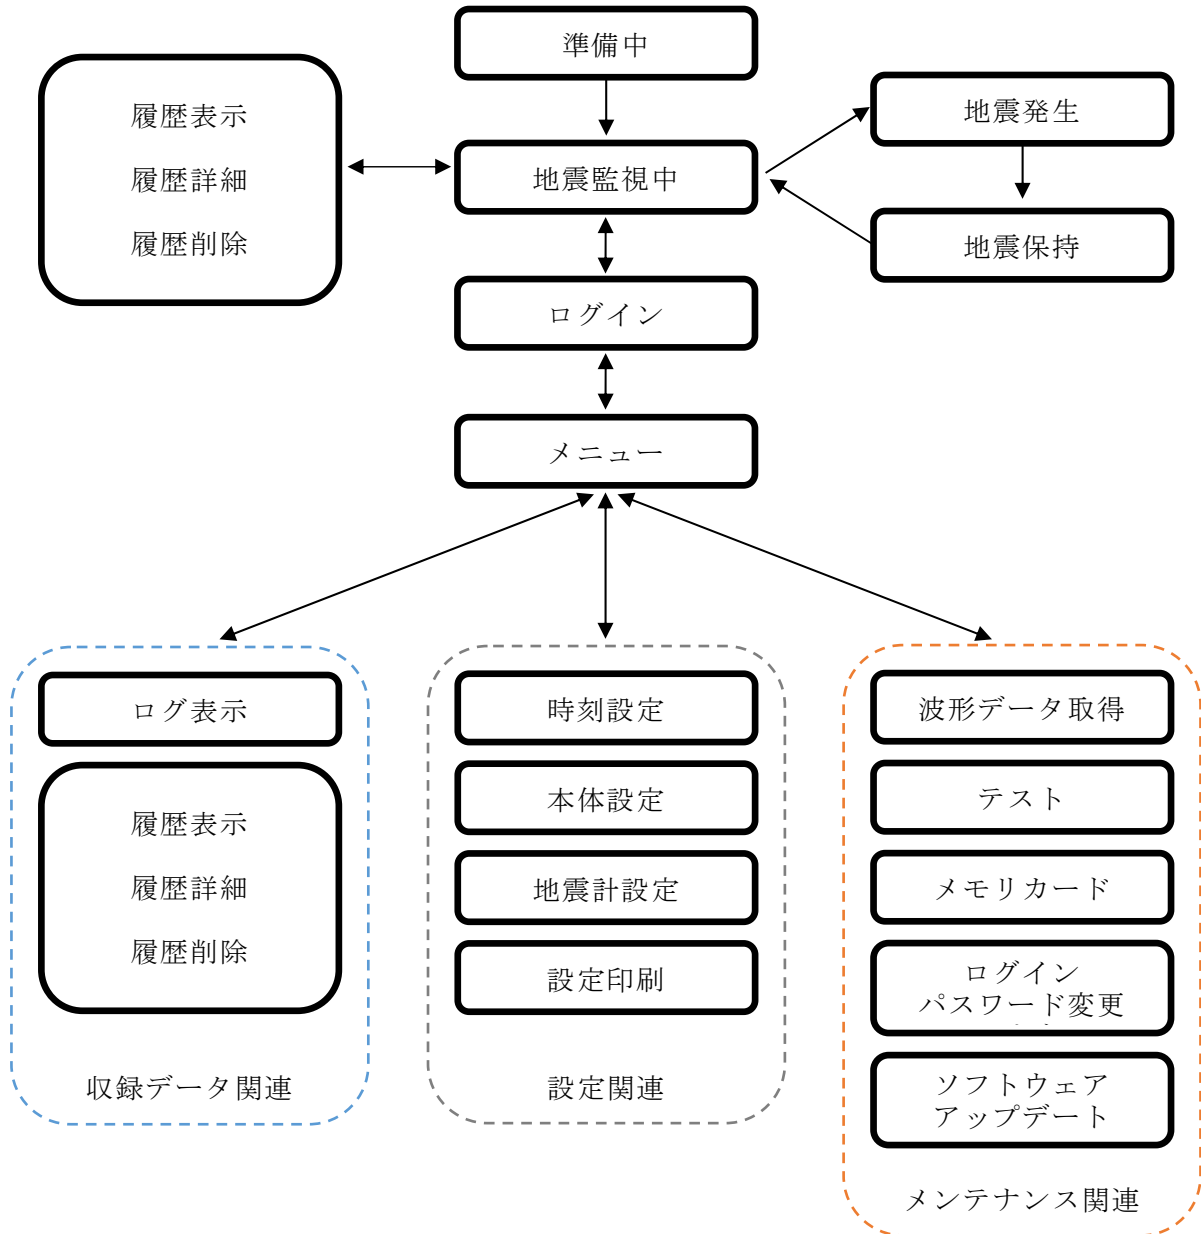 準備中
履歴表示
履歴詳細
履歴削除
地震監視中
地震発生
地震保持
ログイン
メニュー
ログ表示
履歴表示
履歴詳細
履歴削除
収録データ関連
時刻設定
本体設定
地震計設定
設定印刷
設定関連
波形データ取得
テスト
メモリカード
ログイン
パスワード変更
ソフトウェア
アップデート
メンテナンス関連